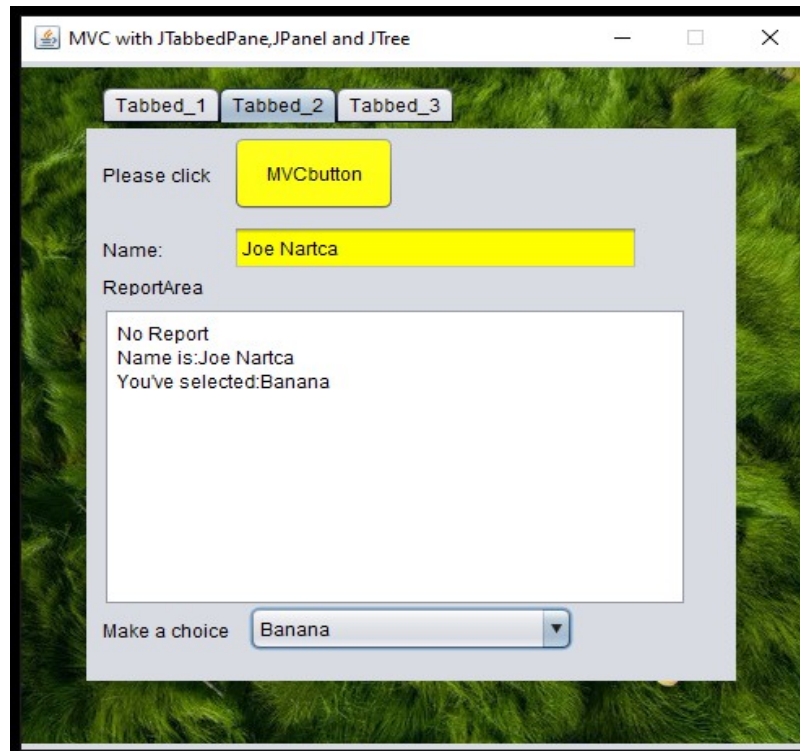 MVC with JTabbedPane,JPanel and JTree
Tabbed_1 Tabbed_2 Tabbed_3
Please click MVCbutton
Name: Joe Nartca
ReportArea
No Report
Name is:Joe Nartca
You've selected:Banana
Make a choice Banana